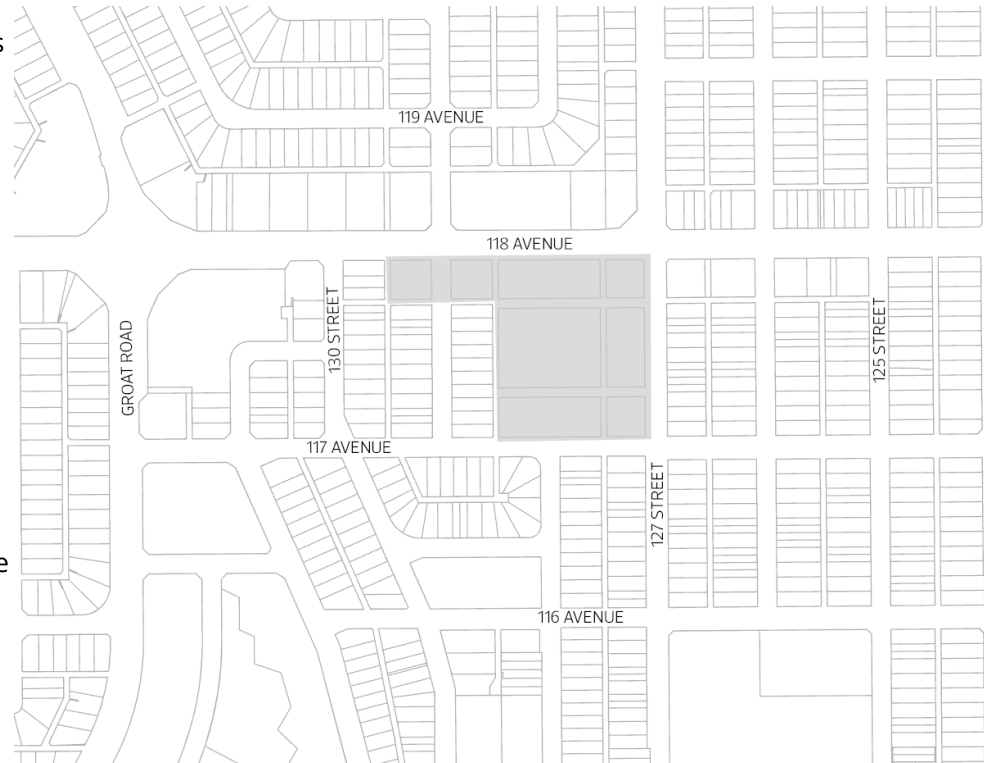 119 AVENUE
118 AVENUE
130 STREET
GROAT ROAD
125 STREET
117 AVENUE
127 STREET
116 AVENUE